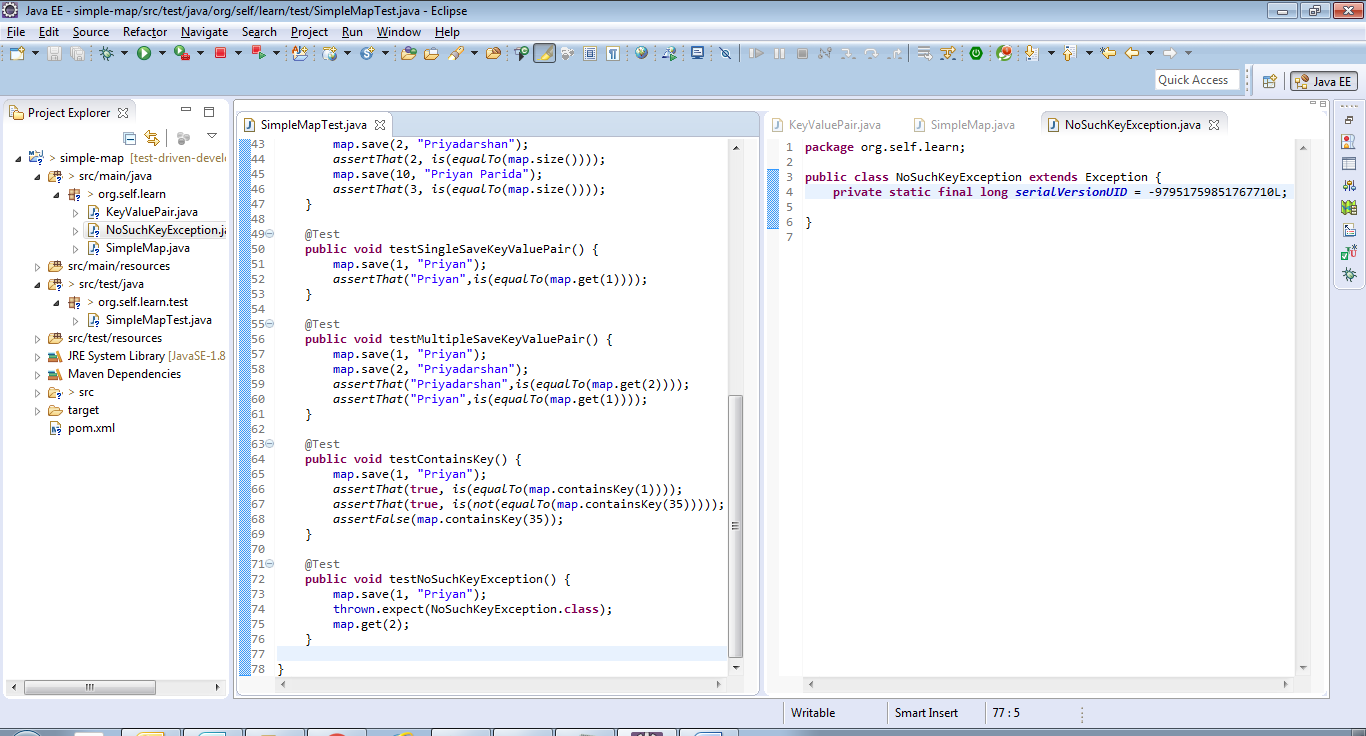 Java EE - simple-map/src/test/java/org/self/learn/test/SimpleMapTest.java - Eclipse
File Edit Source Refactor Navigate Search Project Run Window Help
Quick Access
Java EE
Project Explorer
simple-map [test-driven-develo
> src/main/java
> org.self.learn
KeyValuePair.java
NoSuchKeyException.ja
SimpleMap.java
src/main/resources
> src/test/java
> org.self.learn.test
SimpleMapTest.java
src/test/resources
JRE System Library [JavaSE-1.8
Maven Dependencies
> src
target
pom.xml
SimpleMapTest.java
43 map.save(2, "Priyadarshan");
44 assertThat(2, is(equalTo(map.size())));
45 map.save(10, "Priyan Parida");
46 assertThat(3, is(equalTo(map.size())));
47 }
48
49 @Test
50 public void testSingleSaveKeyValuePair() {
51 map.save(1, "Priyan");
52 assertThat("Priyan",is(equalTo(map.get(1))));
53 }
54
55 @Test
56 public void testMultipleSaveKeyValuePair() {
57 map.save(1, "Priyan");
58 map.save(2, "Priyadarshan");
59 assertThat("Priyadarshan",is(equalTo(map.get(2))));
60 assertThat("Priyan",is(equalTo(map.get(1))));
61 }
62
63 @Test
64 public void testContainsKey() {
65 map.save(1, "Priyan");
66 assertThat(true, is(equalTo(map.containsKey(1))));
67 assertThat(true, is(not(equalTo(map.containsKey(35)))));
68 assertFalse(map.containsKey(35));
69 }
70
71 @Test
72 public void testNoSuchKeyException() {
73 map.save(1, "Priyan");
74 thrown.expect(NoSuchKeyException.class);
75 map.get(2);
76 }
77
78 }
KeyValuePair.java SimpleMap.java NoSuchKeyException.java
1 package org.self.learn;
2
3 public class NoSuchKeyException extends Exception {
4 private static final long serialVersionUID = -97951759851767710L;
5
6 }
7
Writable Smart Insert 77 : 5